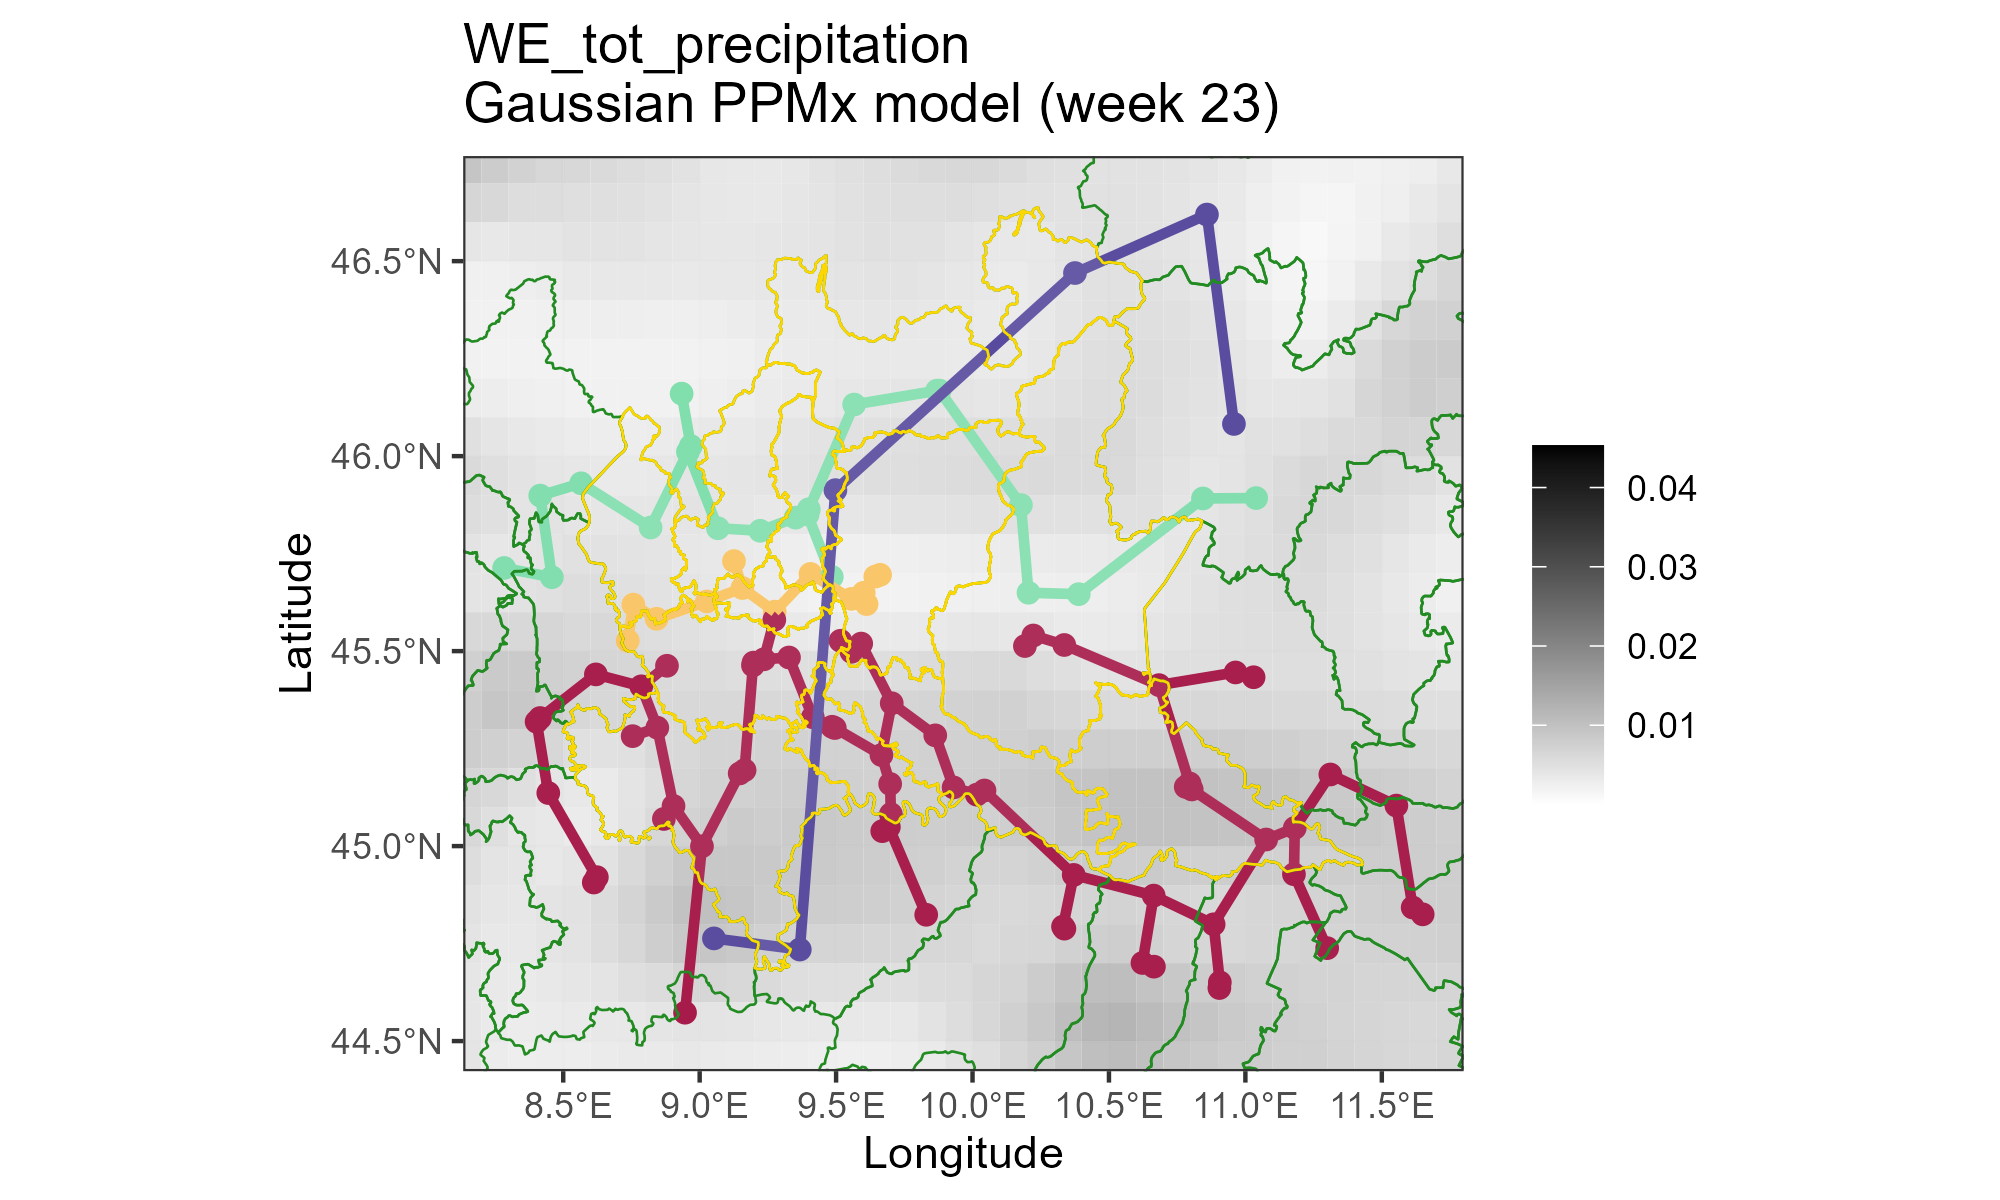 WE_tot_precipitation
Gaussian PPMx model (week 23)
46.5°N
46.0°N
45.5°N
45.0°N
44.5°N
Latitude
8.5°E
9.0°E
9.5°E
10.0°E
10.5°E
11.0°E
11.5°E
Longitude
0.04
0.03
0.02
0.01